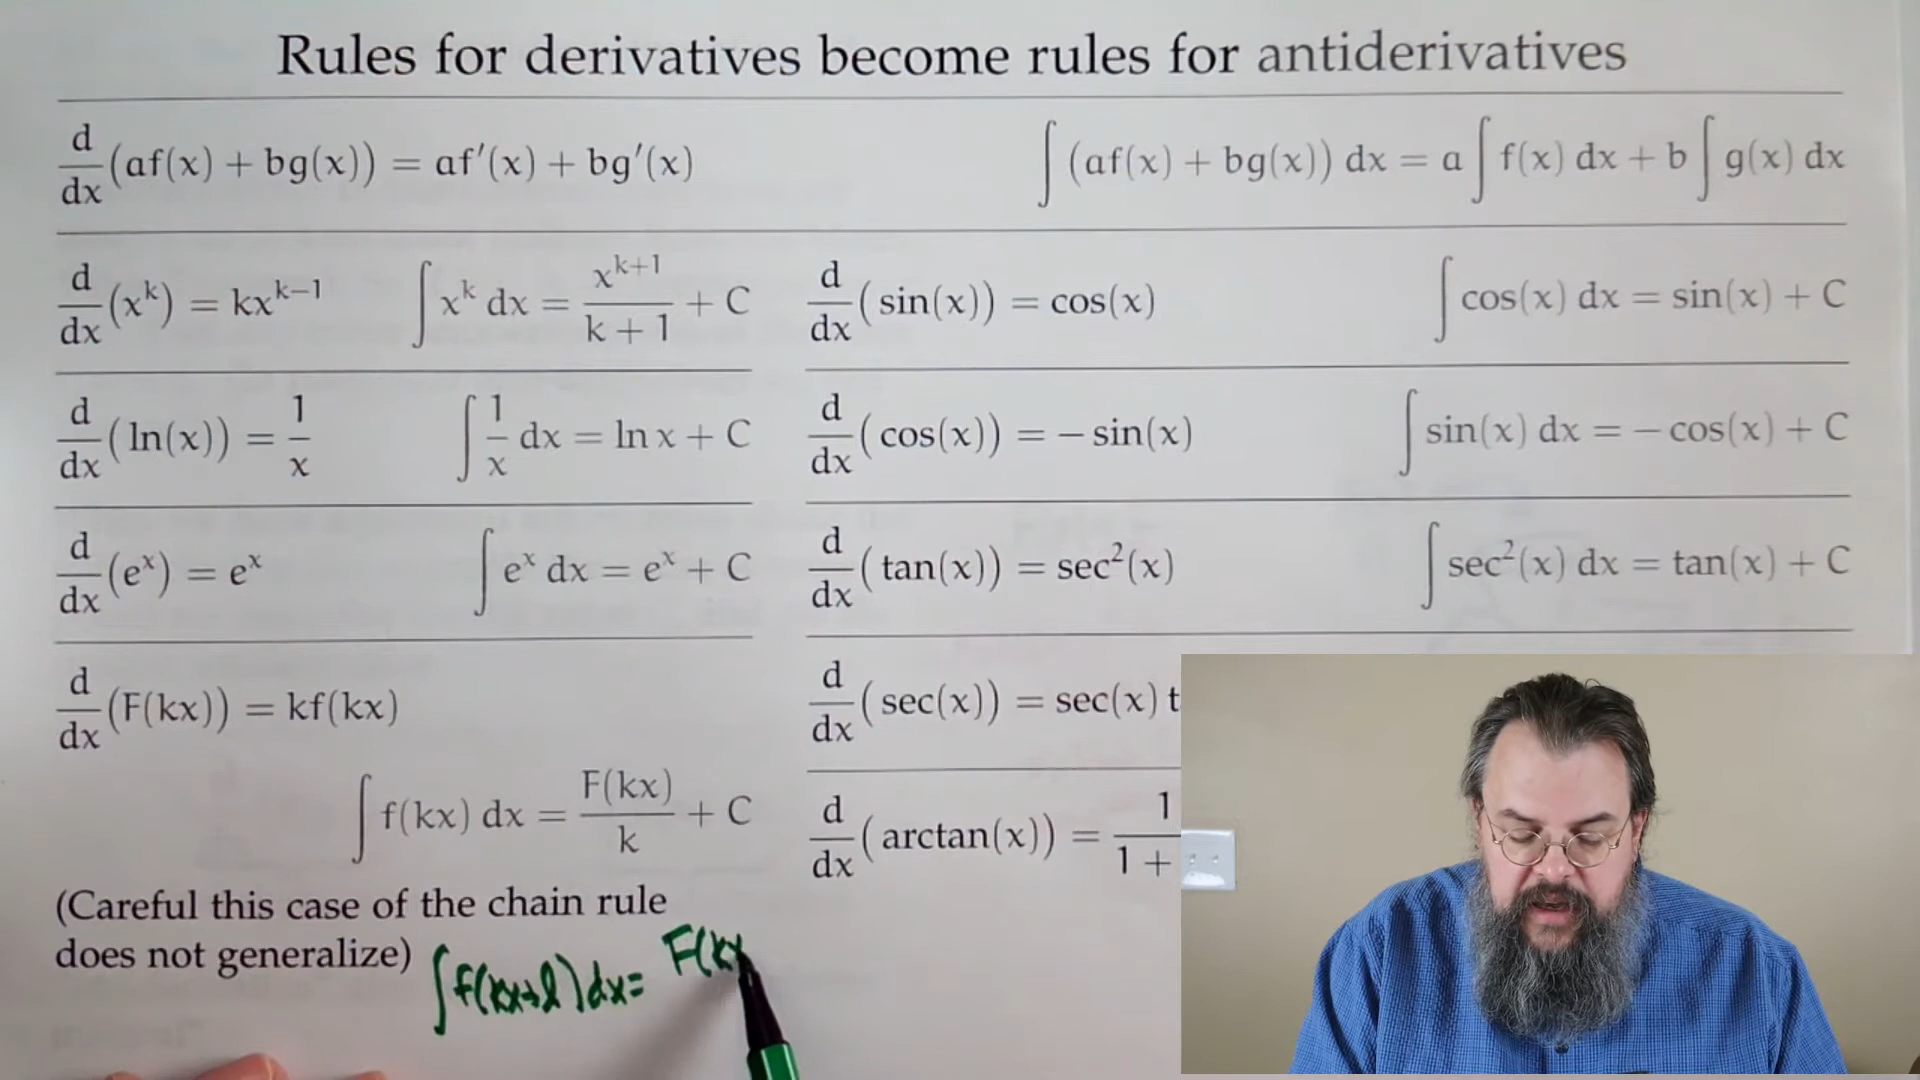 Rules for derivatives become rules for antiderivatives
d/dx (af(x) + bg(x)) = af′(x) + bg′(x)
∫ (af(x) + bg(x)) dx = a ∫ f(x) dx + b ∫ g(x) dx
d/dx (x^k) = kx^{k−1}
∫ x^k dx = x^{k+1}/(k + 1) + C
d/dx (sin(x)) = cos(x)
∫ cos(x) dx = sin(x) + C
d/dx (ln(x)) = 1/x
∫ 1/x dx = ln x + C
d/dx (cos(x)) = − sin(x)
∫ sin(x) dx = − cos(x) + C
d/dx (e^x) = e^x
∫ e^x dx = e^x + C
d/dx (tan(x)) = sec²(x)
∫ sec²(x) dx = tan(x) + C
d/dx (F(kx)) = kf(kx)
∫ f(kx) dx = F(kx)/k + C
(Careful this case of the chain rule
does not generalize)
∫ f(kx+l) dx = F(kx
d/dx (sec(x)) = sec(x) t
d/dx (arctan(x)) = 1/1 +